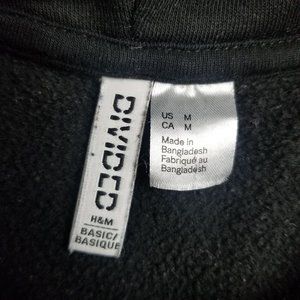 DIVIDED
H&M
BASIC/
BASIQUE
US M
CA M
Made in
Bangladesh
Fabriqué au
Bangladesh